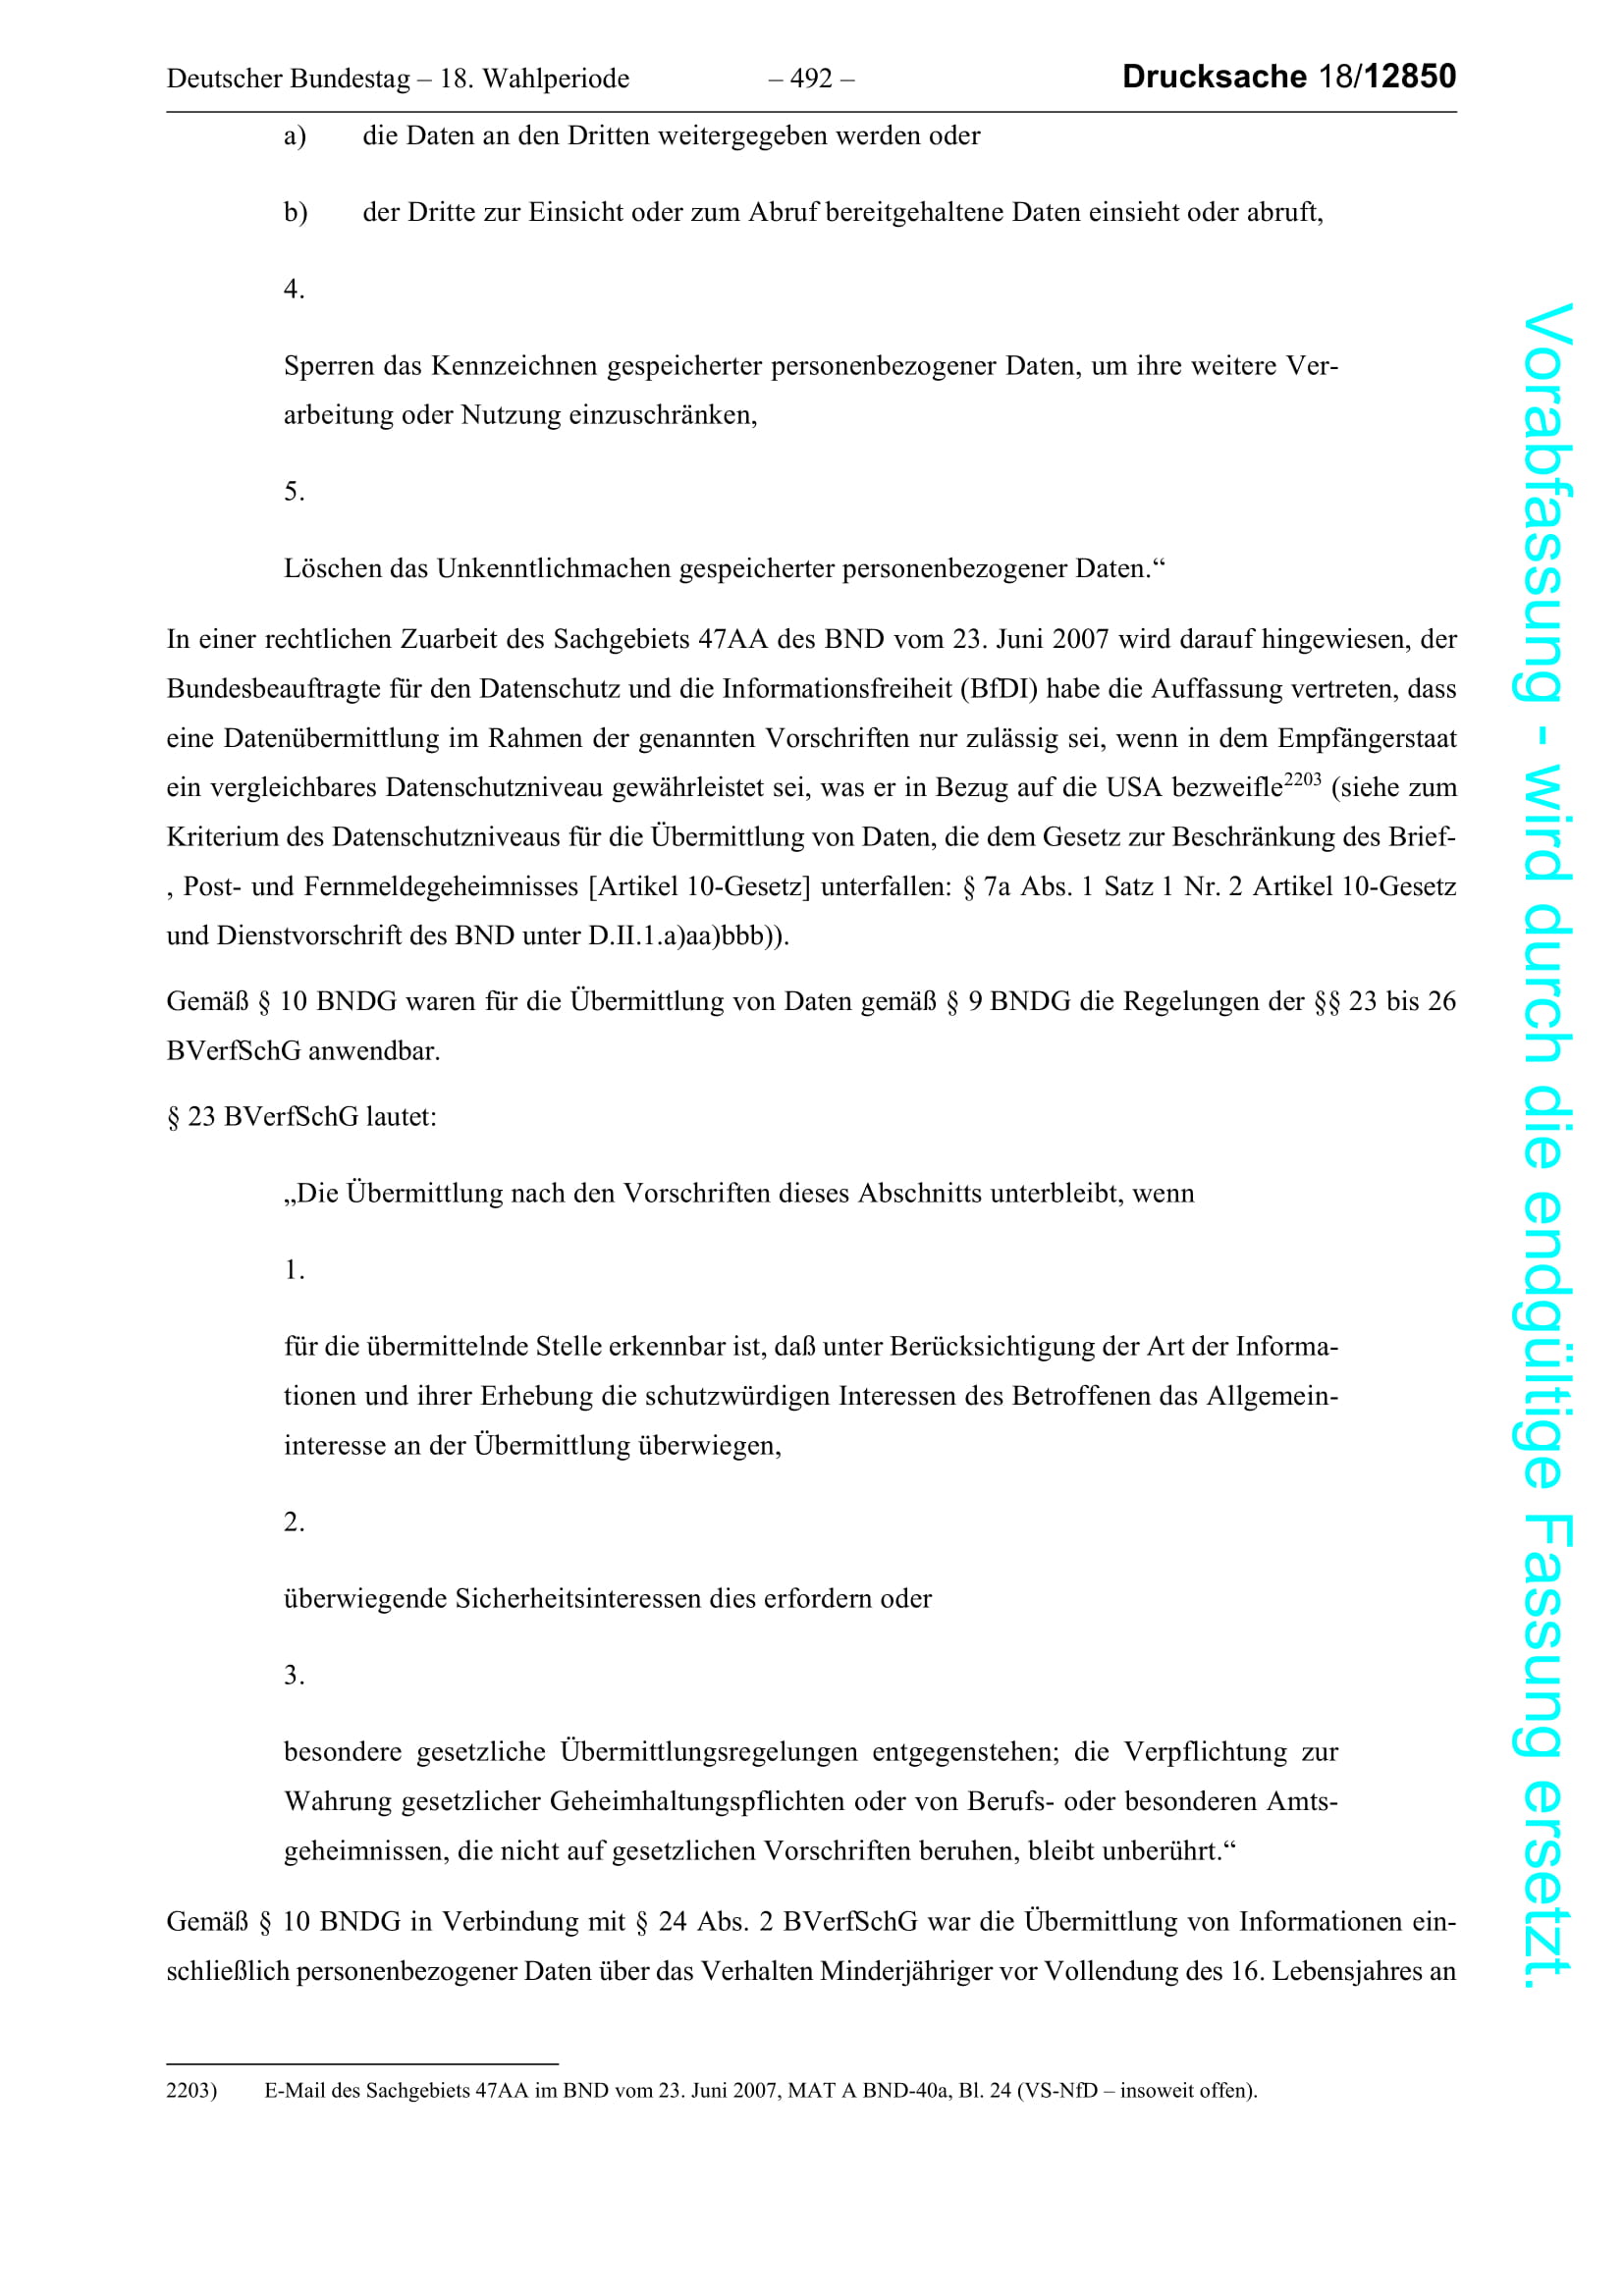 Deutscher Bundestag – 18. Wahlperiode – 492 – Drucksache 18/12850
a) die Daten an den Dritten weitergegeben werden oder
b) der Dritte zur Einsicht oder zum Abruf bereitgehaltene Daten einsieht oder abruft,
4.
Sperren das Kennzeichnen gespeicherter personenbezogener Daten, um ihre weitere Ver-
arbeitung oder Nutzung einzuschränken,
5.
Löschen das Unkenntlichmachen gespeicherter personenbezogener Daten.“
In einer rechtlichen Zuarbeit des Sachgebiets 47AA des BND vom 23. Juni 2007 wird darauf hingewiesen, der
Bundesbeauftragte für den Datenschutz und die Informationsfreiheit (BfDI) habe die Auffassung vertreten, dass
eine Datenübermittlung im Rahmen der genannten Vorschriften nur zulässig sei, wenn in dem Empfängerstaat
ein vergleichbares Datenschutzniveau gewährleistet sei, was er in Bezug auf die USA bezweifle2203 (siehe zum
Kriterium des Datenschutzniveaus für die Übermittlung von Daten, die dem Gesetz zur Beschränkung des Brief-
, Post- und Fernmeldegeheimnisses [Artikel 10-Gesetz] unterfallen: § 7a Abs. 1 Satz 1 Nr. 2 Artikel 10-Gesetz
und Dienstvorschrift des BND unter D.II.1.a)aa)bbb)).
Gemäß § 10 BNDG waren für die Übermittlung von Daten gemäß § 9 BNDG die Regelungen der §§ 23 bis 26
BVerfSchG anwendbar.
§ 23 BVerfSchG lautet:
„Die Übermittlung nach den Vorschriften dieses Abschnitts unterbleibt, wenn
1.
für die übermittelnde Stelle erkennbar ist, daß unter Berücksichtigung der Art der Informa-
tionen und ihrer Erhebung die schutzwürdigen Interessen des Betroffenen das Allgemein-
interesse an der Übermittlung überwiegen,
2.
überwiegende Sicherheitsinteressen dies erfordern oder
3.
besondere gesetzliche Übermittlungsregelungen entgegenstehen; die Verpflichtung zur
Wahrung gesetzlicher Geheimhaltungspflichten oder von Berufs- oder besonderen Amts-
geheimnissen, die nicht auf gesetzlichen Vorschriften beruhen, bleibt unberührt.“
Gemäß § 10 BNDG in Verbindung mit § 24 Abs. 2 BVerfSchG war die Übermittlung von Informationen ein-
schließlich personenbezogener Daten über das Verhalten Minderjähriger vor Vollendung des 16. Lebensjahres an
2203) E-Mail des Sachgebiets 47AA im BND vom 23. Juni 2007, MAT A BND-40a, Bl. 24 (VS-NfD – insoweit offen).
Vorabfassung - wird durch die endgültige Fassung ersetzt.